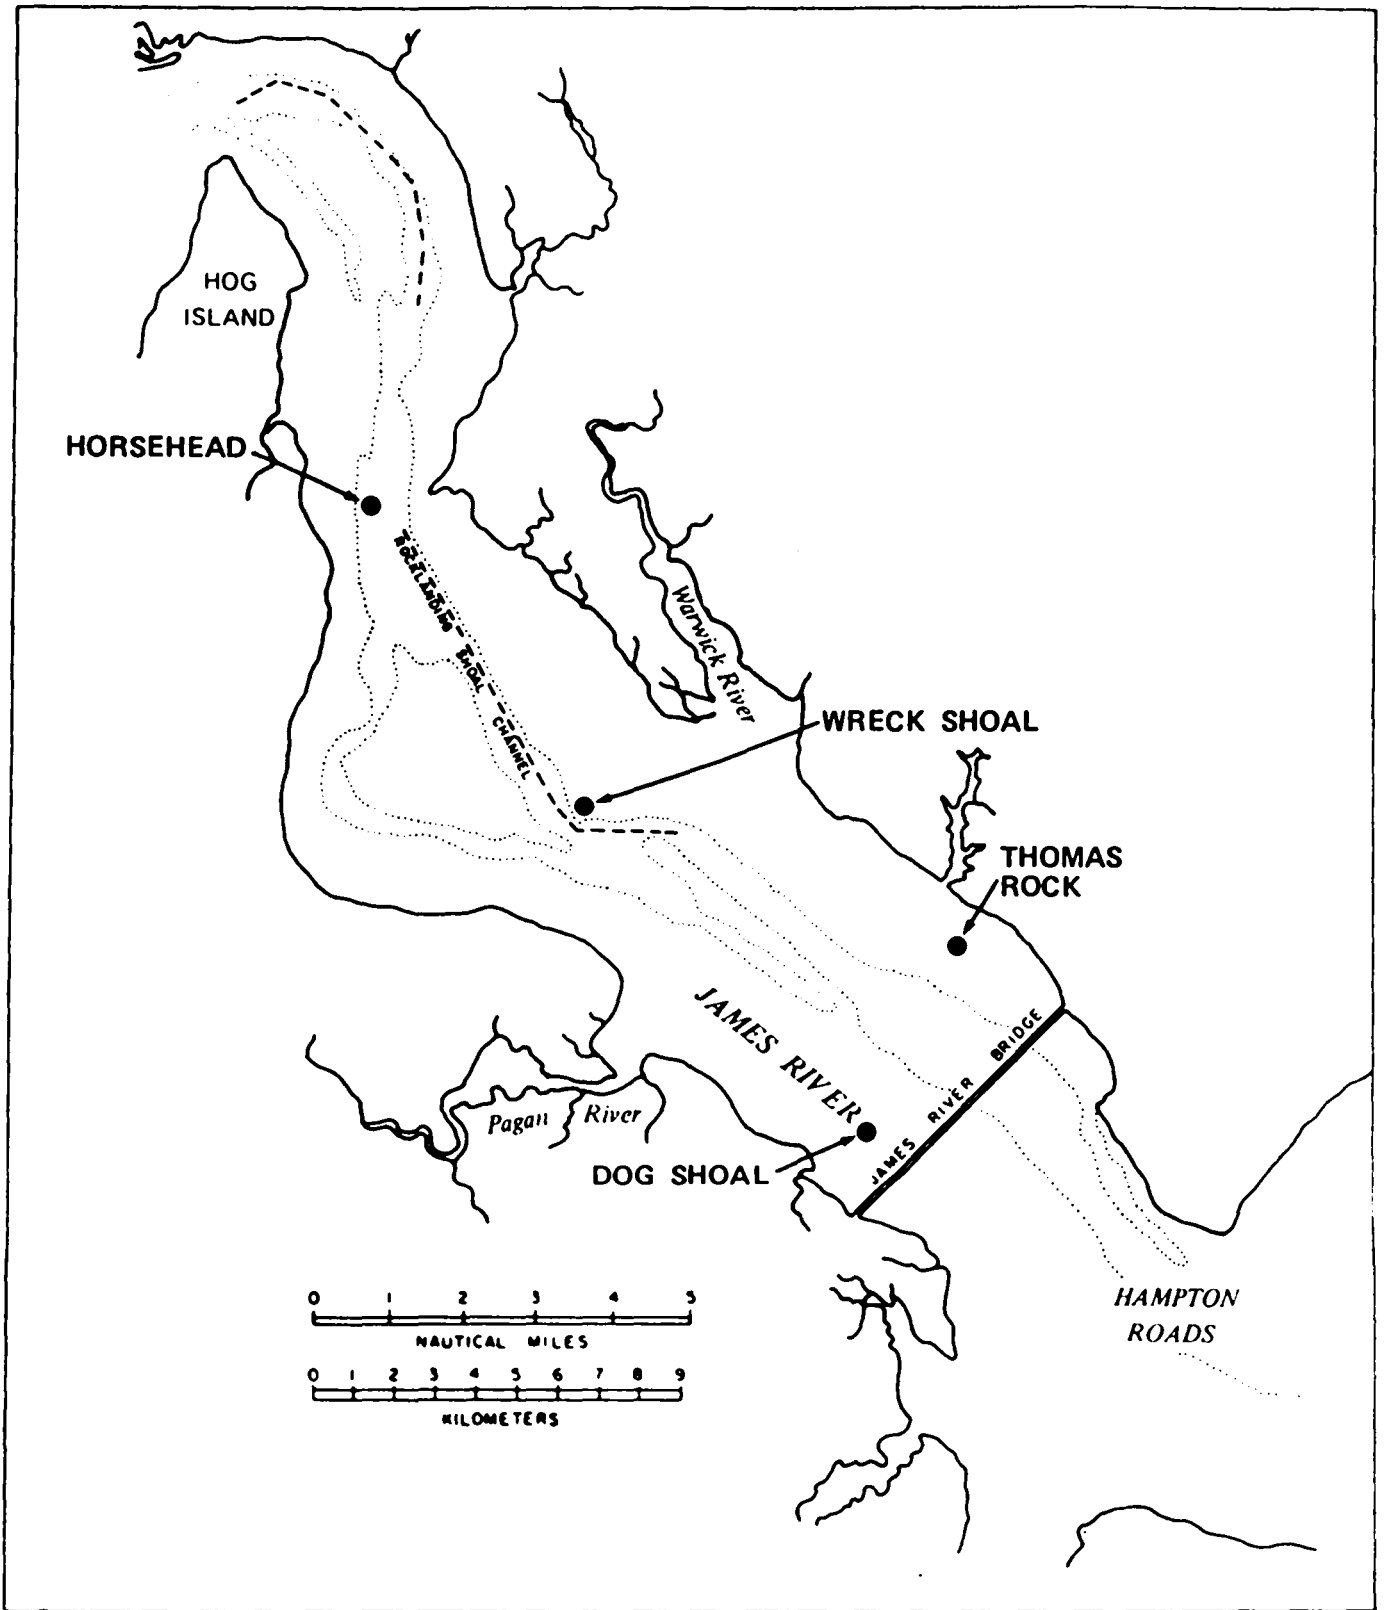 HOG
ISLAND
HORSEHEAD
ROCKLANDING SHOAL CHANNEL
Warwick River
WRECK SHOAL
THOMAS
ROCK
JAMES RIVER
JAMES RIVER BRIDGE
Pagan River
DOG SHOAL
HAMPTON
ROADS
0 1 2 3 4 5
NAUTICAL MILES
0 1 2 3 4 5 6 7 8 9
KILOMETERS